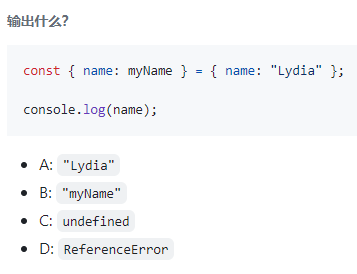 输出什么?
const { name: myName } = { name: "Lydia" };
console.log(name);
A: "Lydia"
B: "myName"
C: undefined
D: ReferenceError